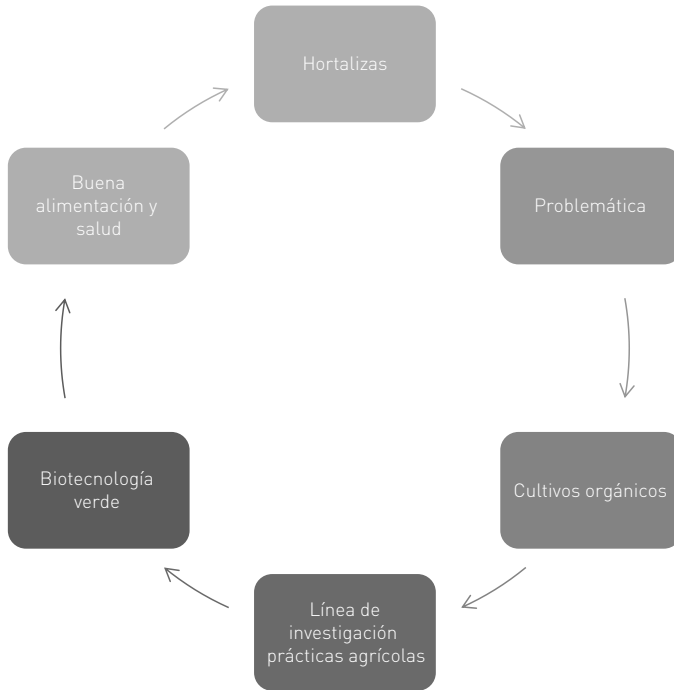 Hortalizas
Problemática
Cultivos orgánicos
Línea de
investigación
prácticas agrícolas
Biotecnología
verde
Buena
alimentación y
salud